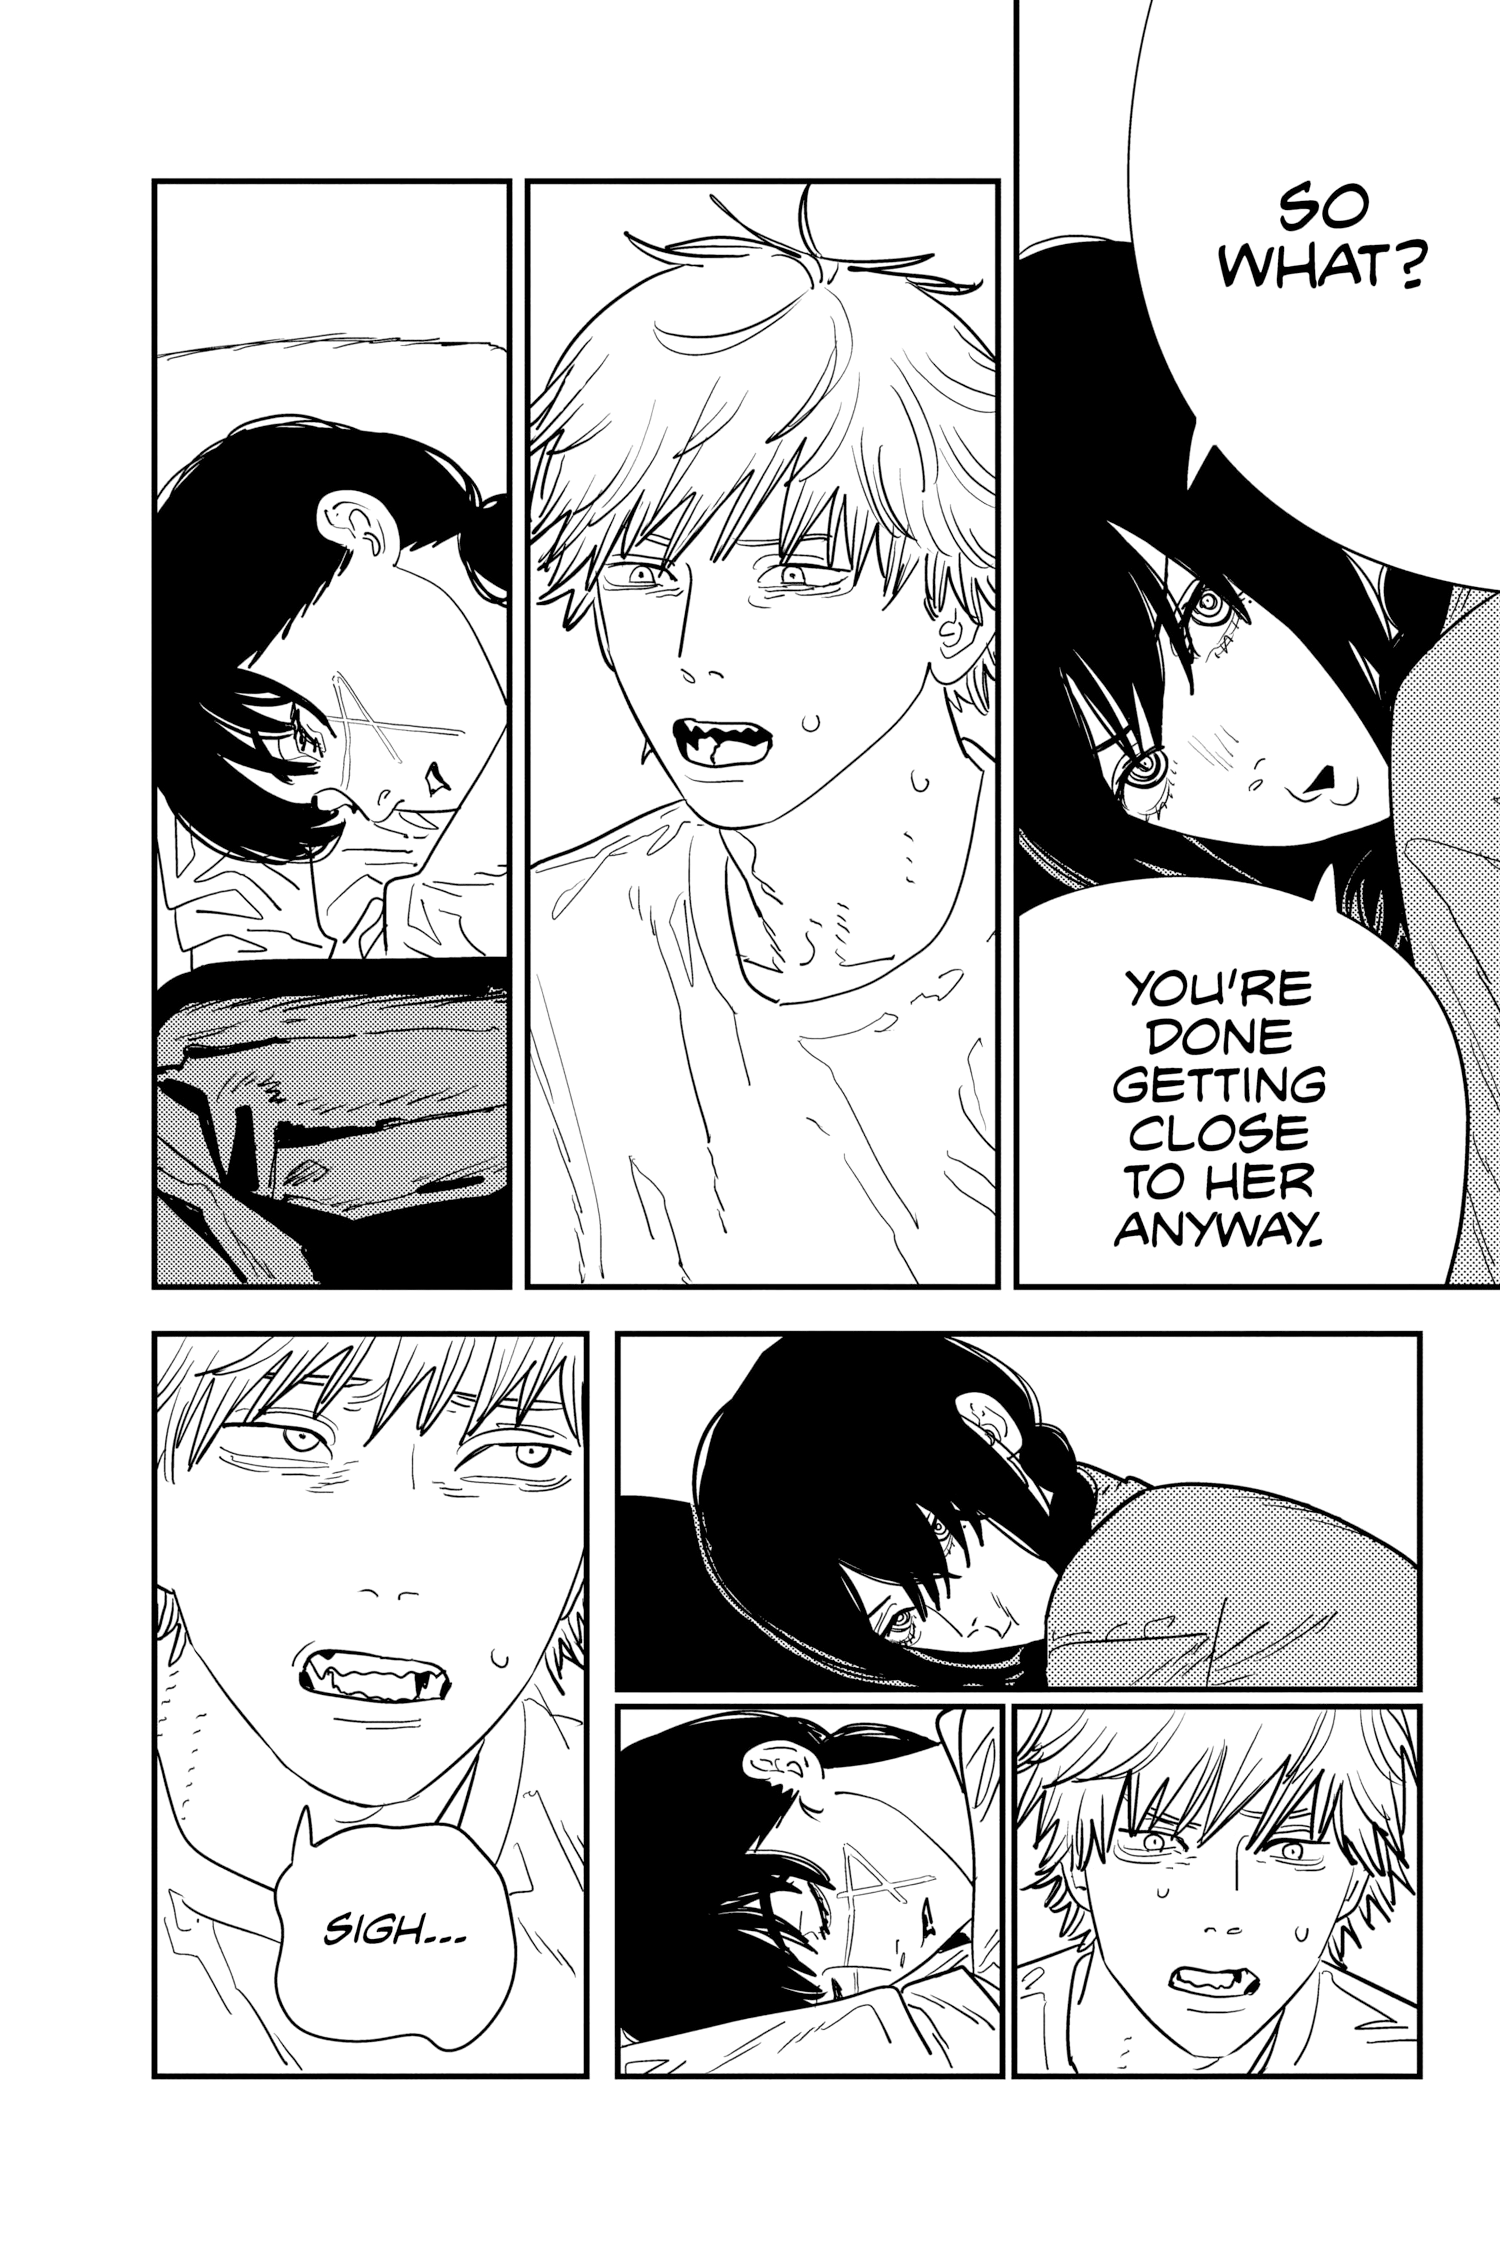 SO
WHAT?
YOU'RE
DONE
GETTING
CLOSE
TO HER
ANYWAY.
SIGH...